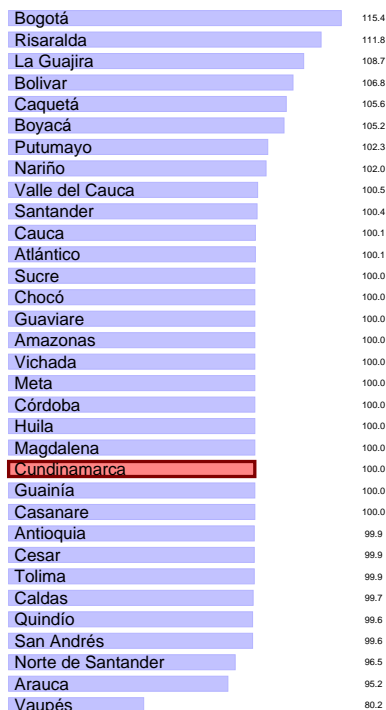 Bogotá 115.4
Risaralda 111.8
La Guajira 108.7
Bolivar 106.8
Caquetá 105.6
Boyacá 105.2
Putumayo 102.3
Nariño 102.0
Valle del Cauca 100.5
Santander 100.4
Cauca 100.1
Atlántico 100.1
Sucre 100.0
Chocó 100.0
Guaviare 100.0
Amazonas 100.0
Vichada 100.0
Meta 100.0
Córdoba 100.0
Huila 100.0
Magdalena 100.0
Cundinamarca 100.0
Guainía 100.0
Casanare 100.0
Antioquia 99.9
Cesar 99.9
Tolima 99.9
Caldas 99.7
Quindío 99.6
San Andrés 99.6
Norte de Santander 96.5
Arauca 95.2
Vaupés 80.2